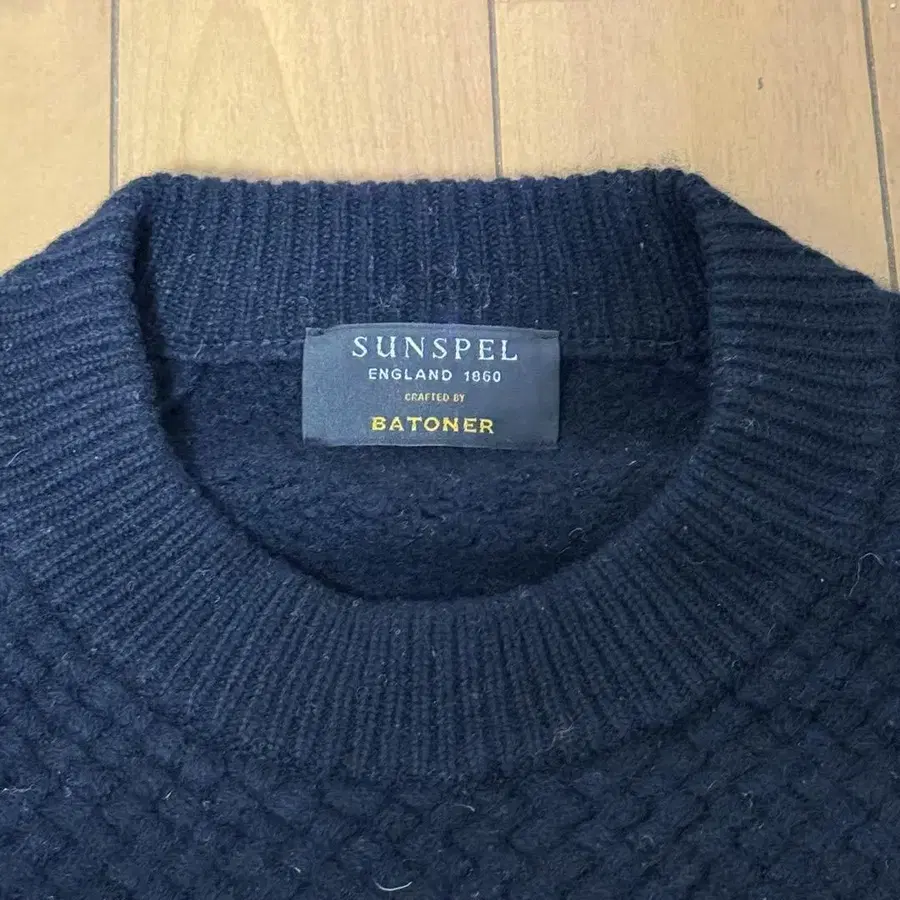 SUNSPEL
ENGLAND 1860
CRAFTED BY
BATONER